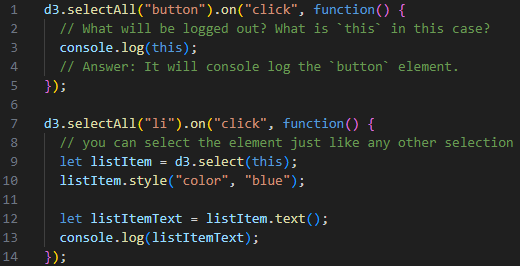 1 d3.selectAll("button").on("click", function() {
2 // What will be logged out? What is `this` in this case?
3 console.log(this);
4 // Answer: It will console log the `button` element.
5 });
6
7 d3.selectAll("li").on("click", function() {
8 // you can select the element just like any other selection
9 let listItem = d3.select(this);
10 listItem.style("color", "blue");
11
12 let listItemText = listItem.text();
13 console.log(listItemText);
14 });